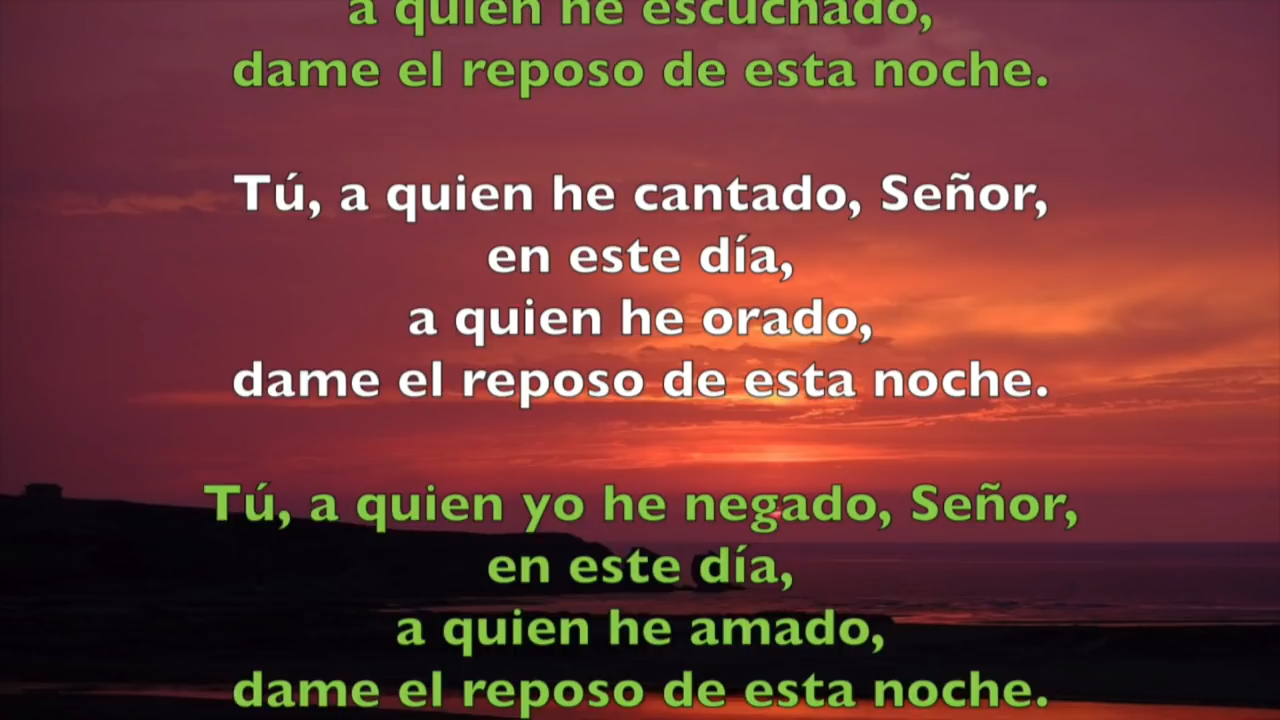 a quien he escuchado,
dame el reposo de esta noche.
Tú, a quien he cantado, Señor,
en este día,
a quien he orado,
dame el reposo de esta noche.
Tú, a quien yo he negado, Señor,
en este día,
a quien he amado,
dame el reposo de esta noche.